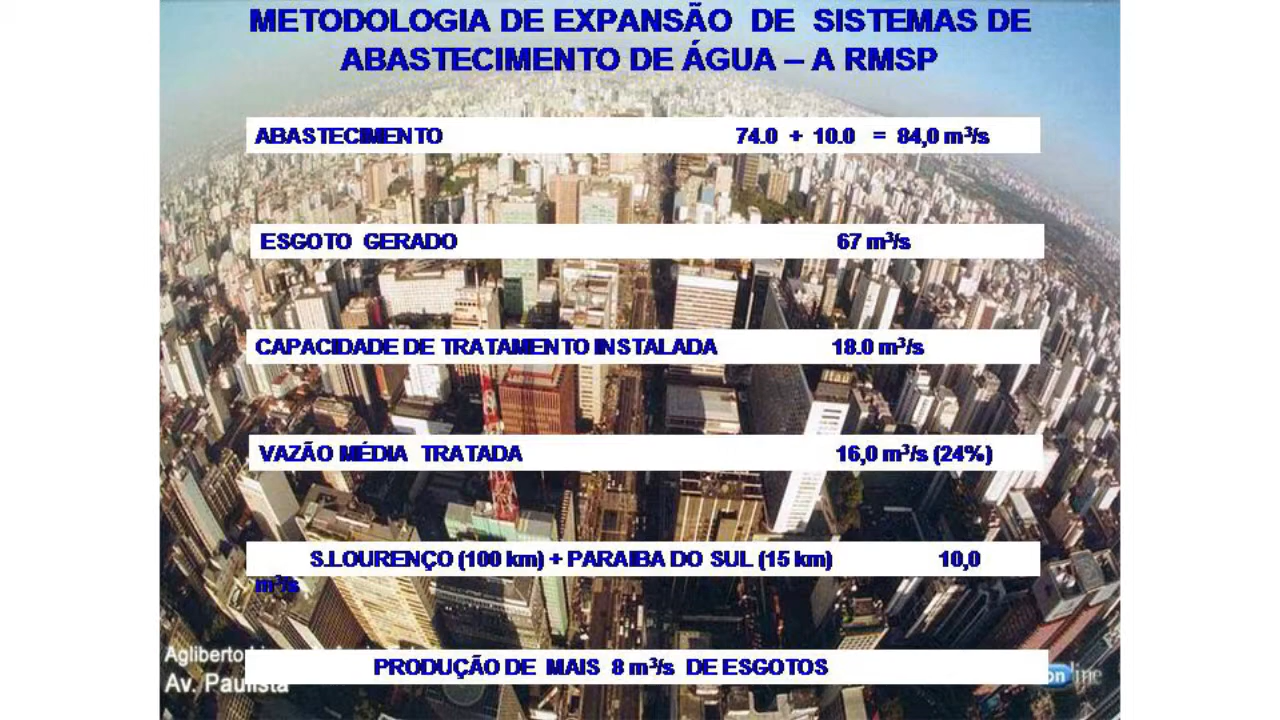 METODOLOGIA DE EXPANSÃO DE SISTEMAS DE
ABASTECIMENTO DE ÁGUA – A RMSP
ABASTECIMENTO 74.0 + 10.0 = 84,0 m³/s
ESGOTO GERADO 67 m³/s
CAPACIDADE DE TRATAMENTO INSTALADA 18.0 m³/s
VAZÃO MÉDIA TRATADA 16,0 m³/s (24%)
S.LOURENÇO (100 km) + PARAIBA DO SUL (15 km) 10,0
m³/s
Agliberto
PRODUÇÃO DE MAIS 8 m³/s DE ESGOTOS
Av. Paulista